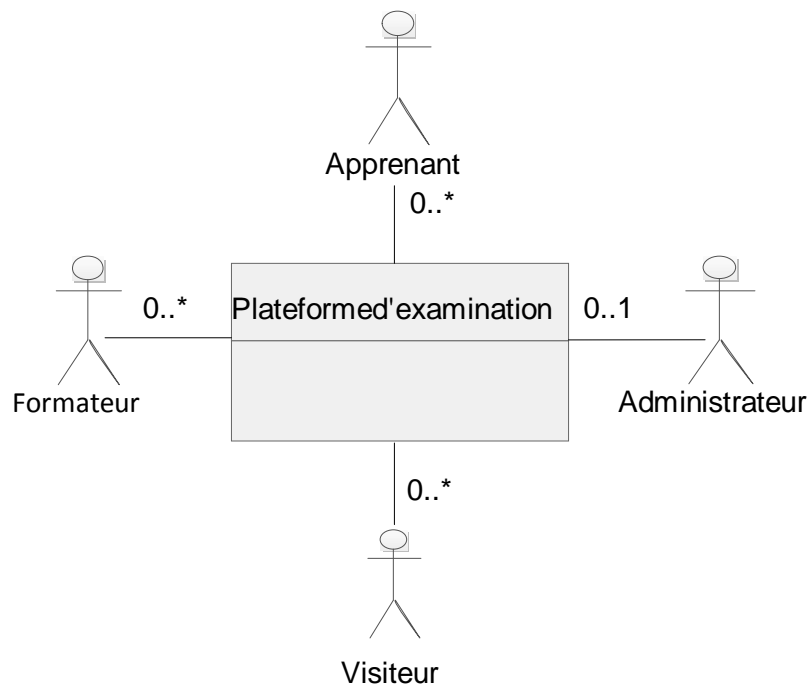 Apprenant
0..*
0..*
Plateformed'examination
0..1
Formateur
Administrateur
0..*
Visiteur